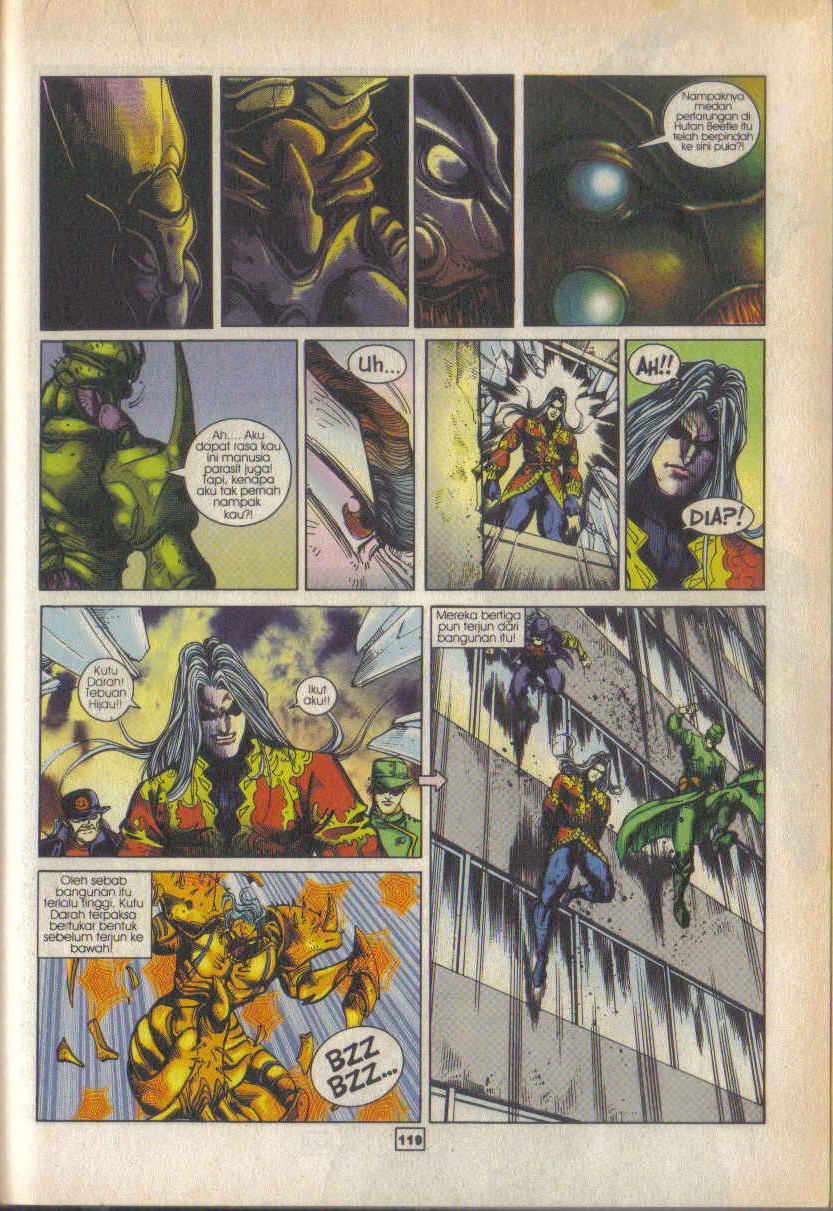 Nampaknya
medan
pertarungan di
Hutan Beetle itu
telah berpindah
ke sini pula?!
Ah.... Aku
dapat rasa kau
ini manusia
parasit juga!
Tapi, kenapa
aku tak pernah
nampak
kau?!
Uh...
AH!!
DIA?!
Kutu
Darah!
Tebuan
Hijau!!
Ikut
aku!!
Mereka bertiga
pun terjun dari
bangunan itu!
Oleh sebab
bangunan itu
terlalu tinggi, Kutu
Darah terpaksa
bertukar bentuk
sebelum terjun ke
bawah!
BZZ
BZZ...
119